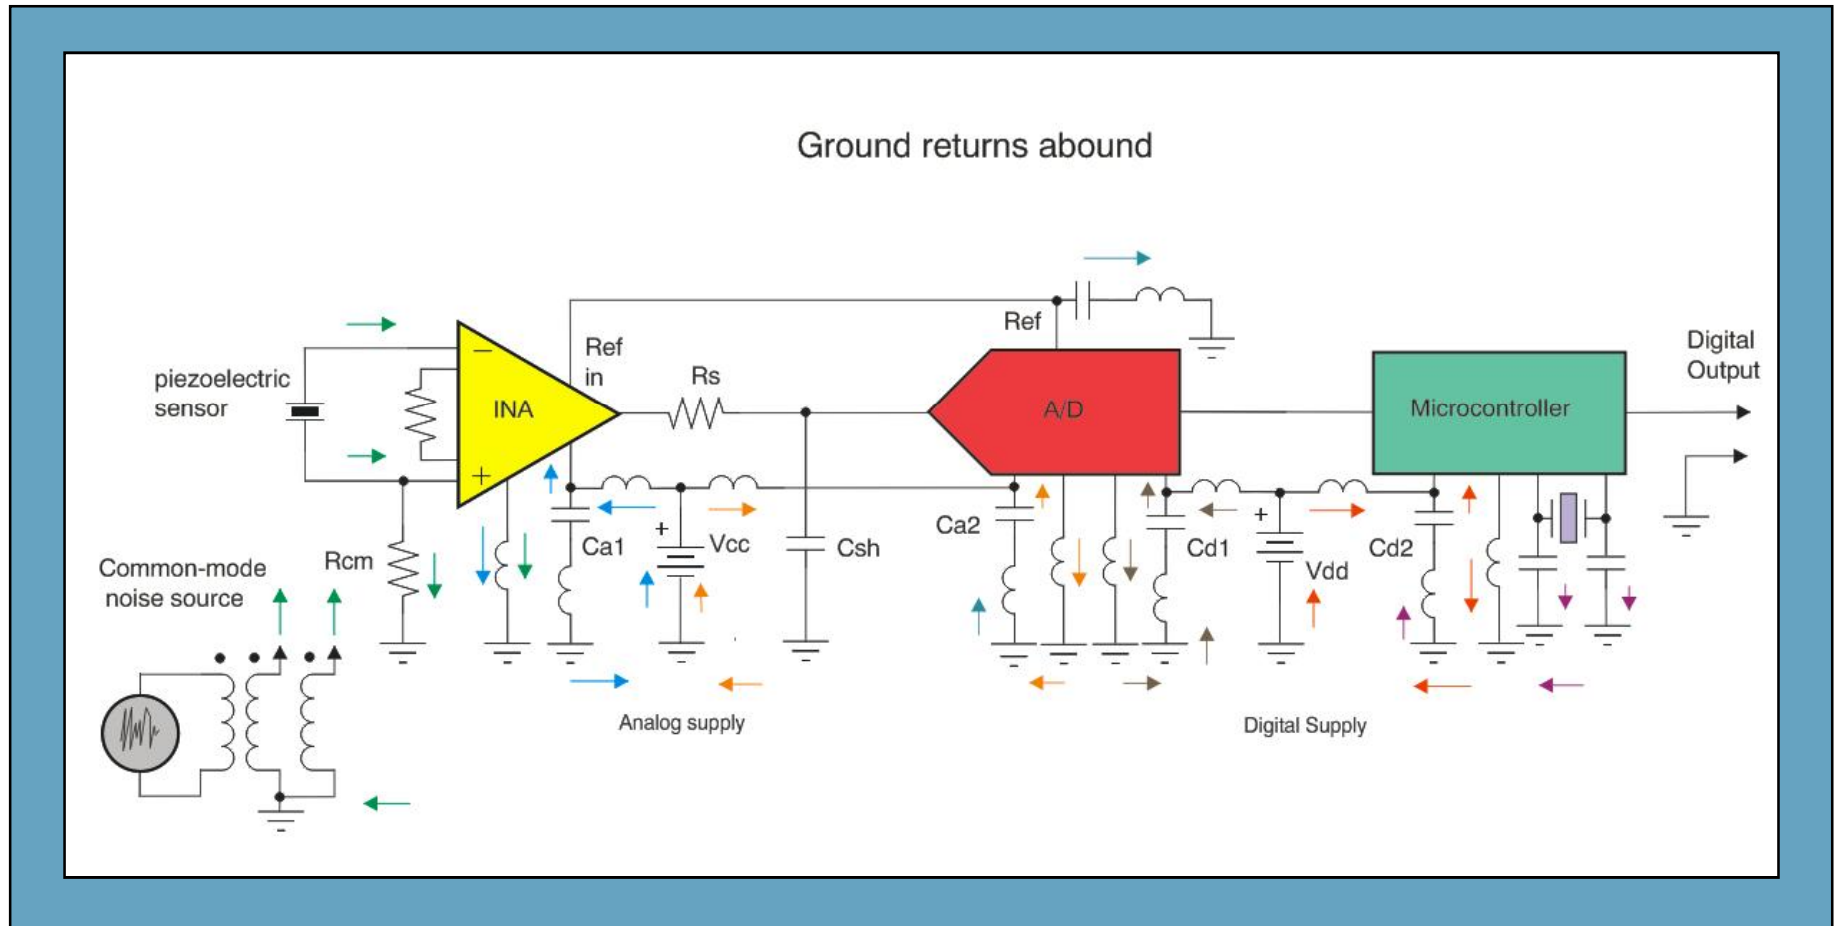 Ground returns abound
piezoelectric
sensor
−
+
INA
Ref
in
Rs
Ref
A/D
Microcontroller
Digital
Output
Common-mode
noise source
Rcm
Ca1
+
Vcc
Csh
Ca2
Cd1
+
Vdd
Cd2
Analog supply
Digital Supply